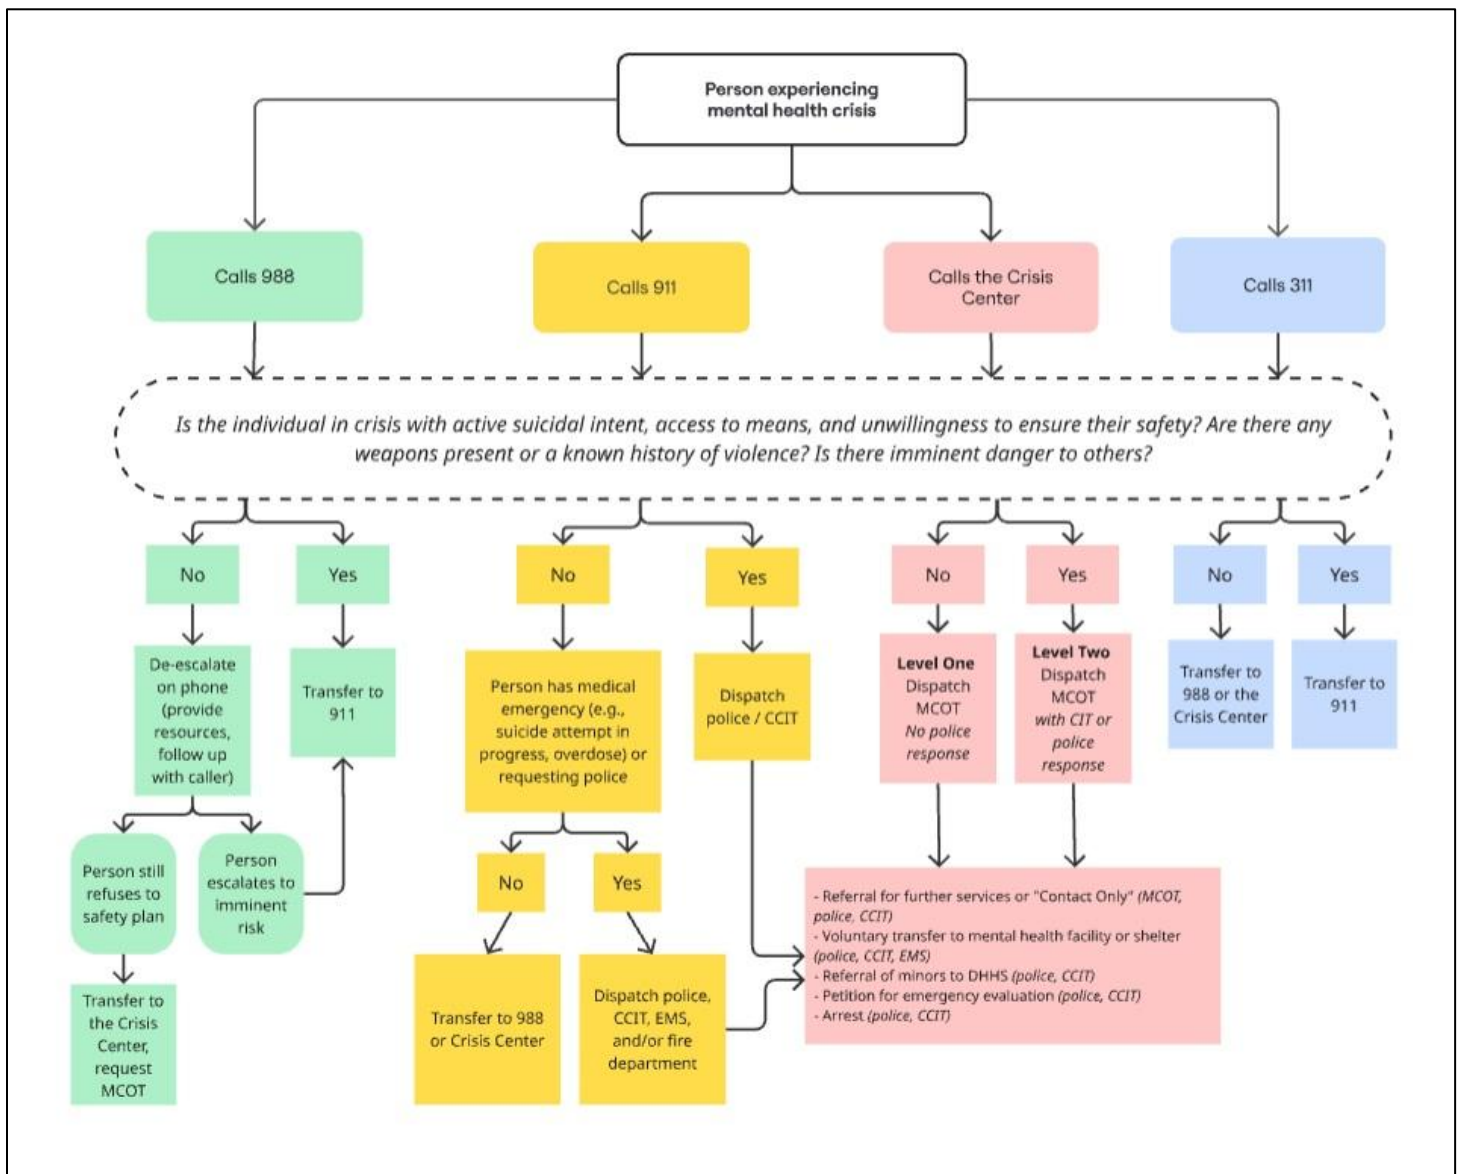 Person experiencing
mental health crisis
Calls 988
Calls 911
Calls the Crisis
Center
Calls 311
Is the individual in crisis with active suicidal intent, access to means, and unwillingness to ensure their safety? Are there any
weapons present or a known history of violence? Is there imminent danger to others?
No
Yes
No
Yes
No
Yes
No
Yes
De-escalate
on phone
(provide
resources,
follow up
with caller)
Transfer to
911
Person has medical
emergency (e.g.,
suicide attempt in
progress, overdose) or
requesting police
Dispatch
police / CCIT
Level One
Dispatch
MCOT
No police
response
Level Two
Dispatch
MCOT
with CIT or
police
response
Transfer to
988 or the
Crisis Center
Transfer to
911
Person still
refuses to
safety plan
Person
escalates to
imminent
risk
No
Yes
Transfer to
the Crisis
Center,
request
MCOT
Transfer to 988
or Crisis Center
Dispatch police,
CCIT, EMS,
and/or fire
department
- Referral for further services or "Contact Only" (MCOT,
police, CCIT)
- Voluntary transfer to mental health facility or shelter
(police, CCIT, EMS)
- Referral of minors to DHHS (police, CCIT)
- Petition for emergency evaluation (police, CCIT)
- Arrest (police, CCIT)